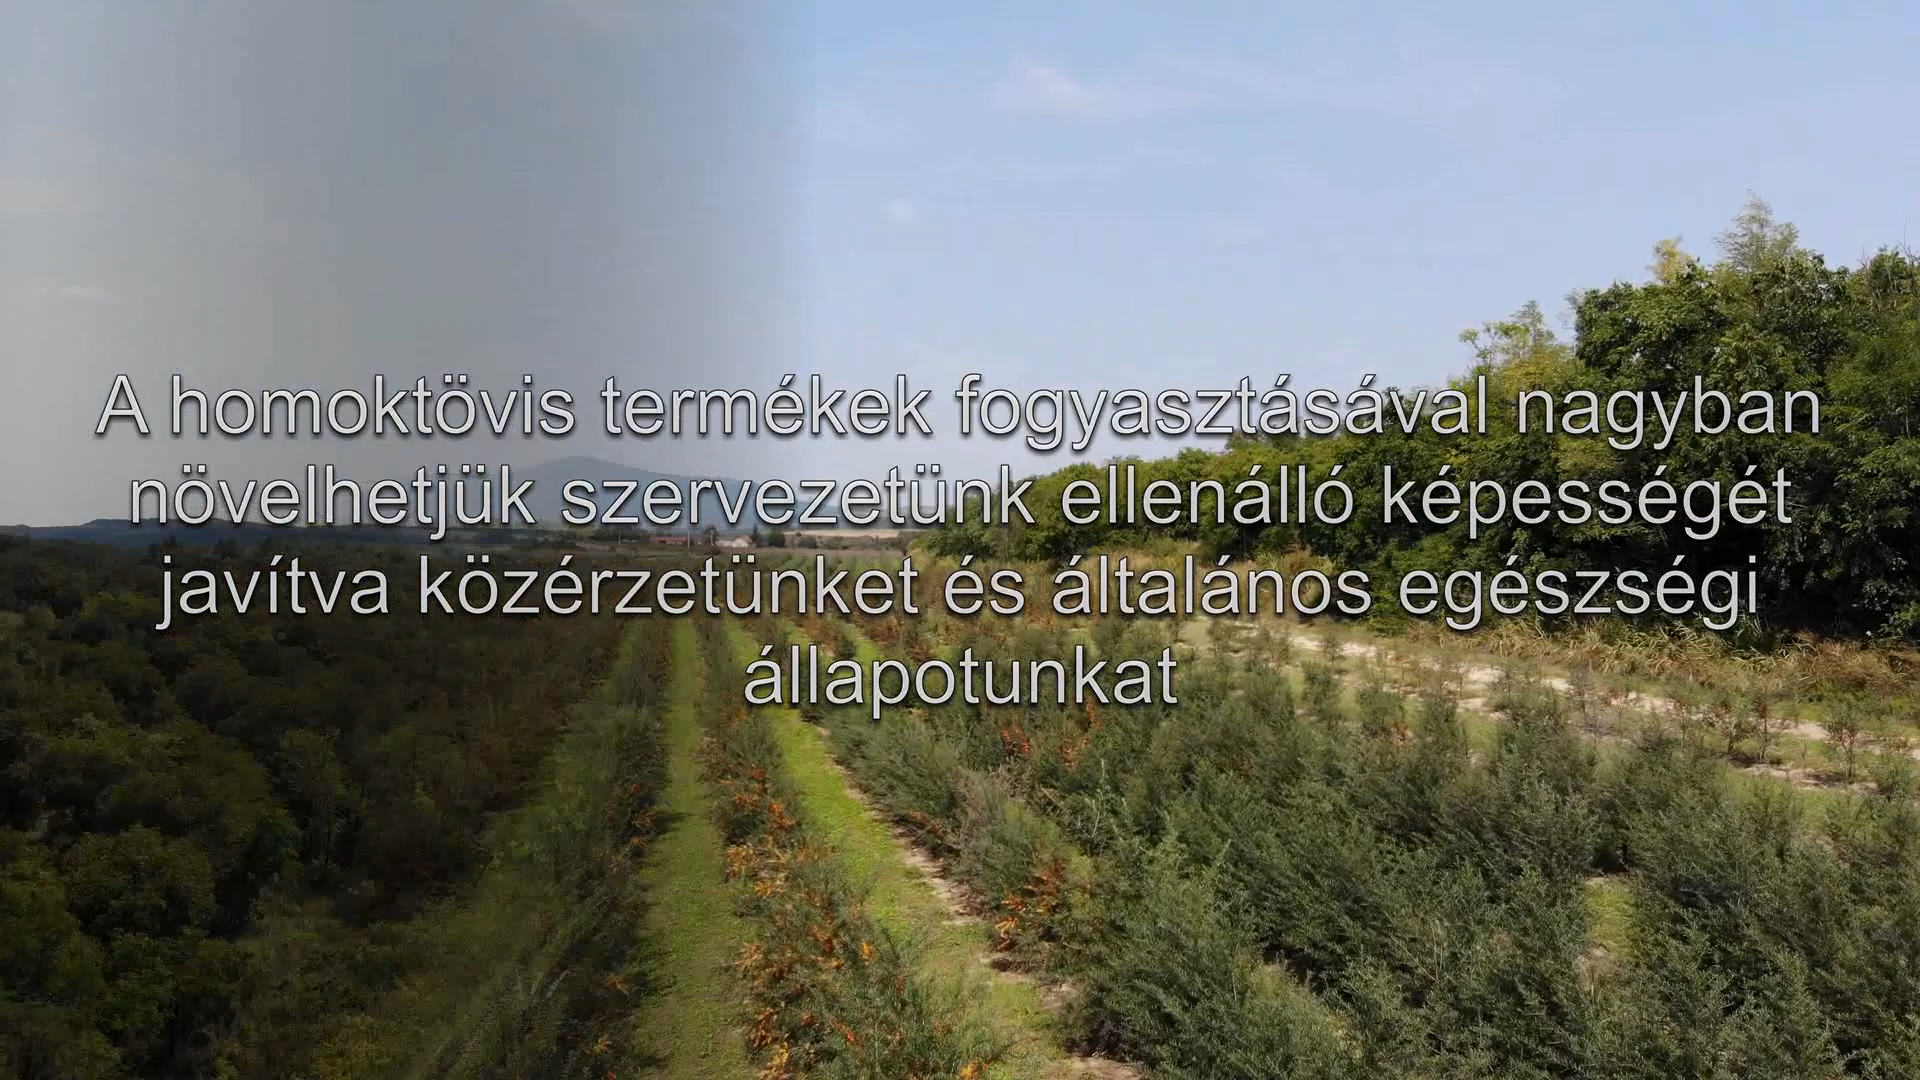 A homoktövis termékek fogyasztásával nagyban
növelhetjük szervezetünk ellenálló képességét
javítva közérzetünket és általános egészségi
állapotunkat